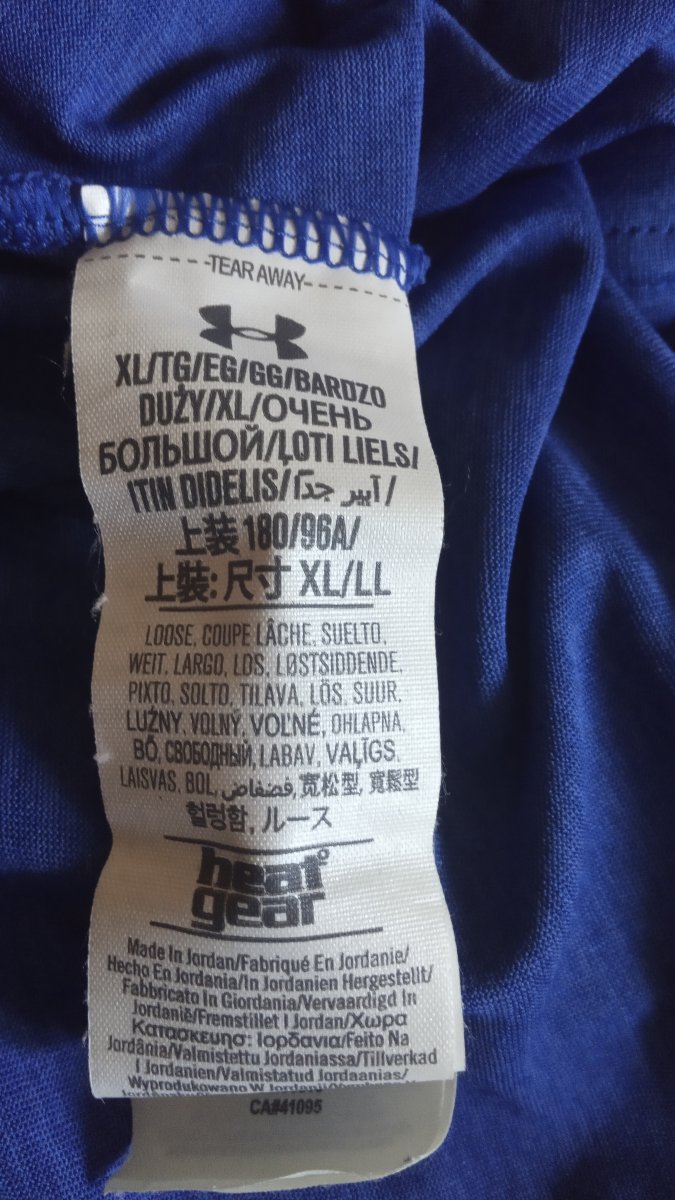 TEAR AWAY
XL/TG/EG/GG/BARDZO
DUŻY/XL/ОЧЕНЬ
БОЛЬШОЙ/ĻOTI LIELS/
ITIN DIDELIS/آبير جدًا/
上装 180/96A/
上裝: 尺寸 XL/LL
LOOSE, COUPE LÂCHE, SUELTO,
WEIT, LARGO, LOS, LØSTSIDDENDE,
PIXTO, SOLTO, TILAVA, LÖS, SUUR,
LUŹNY, VOLNÝ, VOĽNÉ, OHLAPNA,
BŐ, СВОБОДНЫЙ, LABAV, VAĻĪGS,
LAISVAS, BOL, فضفاض, 宽松型, 寬鬆型
헐렁함, ルース
heat
gear
Made In Jordan/Fabriqué En Jordanie/
Hecho En Jordania/In Jordanien Hergestellt/
Fabbricato In Giordania/Vervaardigd In
Jordanië/Fremstillet I Jordan/Χωρα
Κατασκευησ: Ιορδανια/Feito Na
Jordânia/Valmistettu Jordaniassa/Tillverkad
I Jordanien/Valmistatud Jordaanias/
Wyprodukowano W
CA#41095